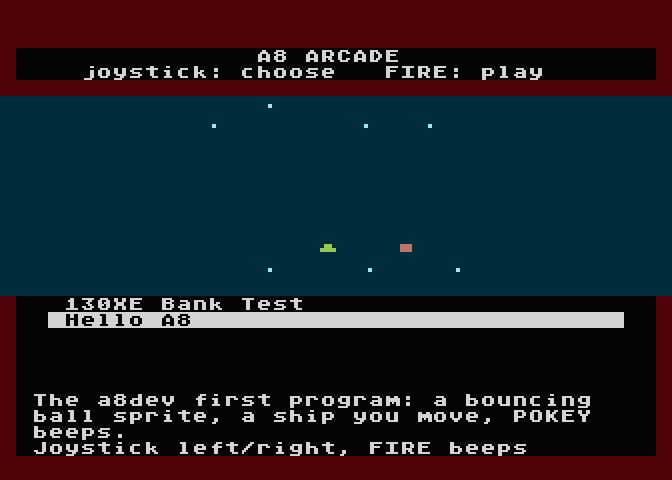 A8 ARCADE
joystick: choose   FIRE: play
130XE Bank Test
Hello A8
The a8dev first program: a bouncing
ball sprite, a ship you move, POKEY
beeps.
Joystick left/right, FIRE beeps